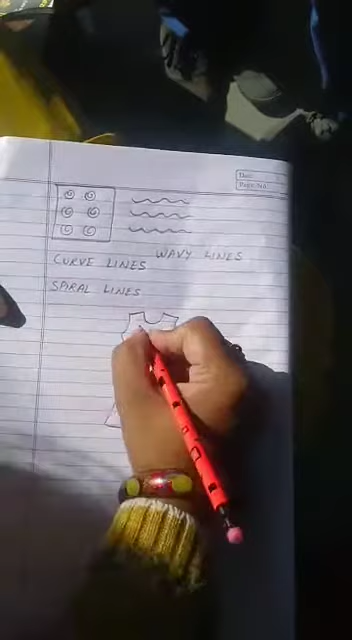 Date:
Page No.
WAVY LINES
CURVE LINES
SPIRAL LINES